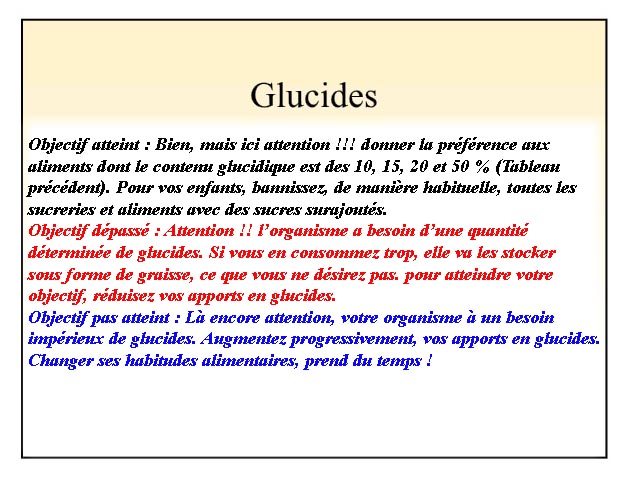 Glucides
Objectif atteint : Bien, mais ici attention !!! donner la préférence aux
aliments dont le contenu glucidique est des 10, 15, 20 et 50 % (Tableau
précédent). Pour vos enfants, bannissez, de manière habituelle, toutes les
sucreries et aliments avec des sucres surajoutés.
Objectif dépassé : Attention !! l’organisme a besoin d’une quantité
déterminée de glucides. Si vous en consommez trop, elle va les stocker
sous forme de graisse, ce que vous ne désirez pas. pour atteindre votre
objectif, réduisez vos apports en glucides.
Objectif pas atteint : Là encore attention, votre organisme à un besoin
impérieux de glucides. Augmentez progressivement, vos apports en glucides.
Changer ses habitudes alimentaires, prend du temps !